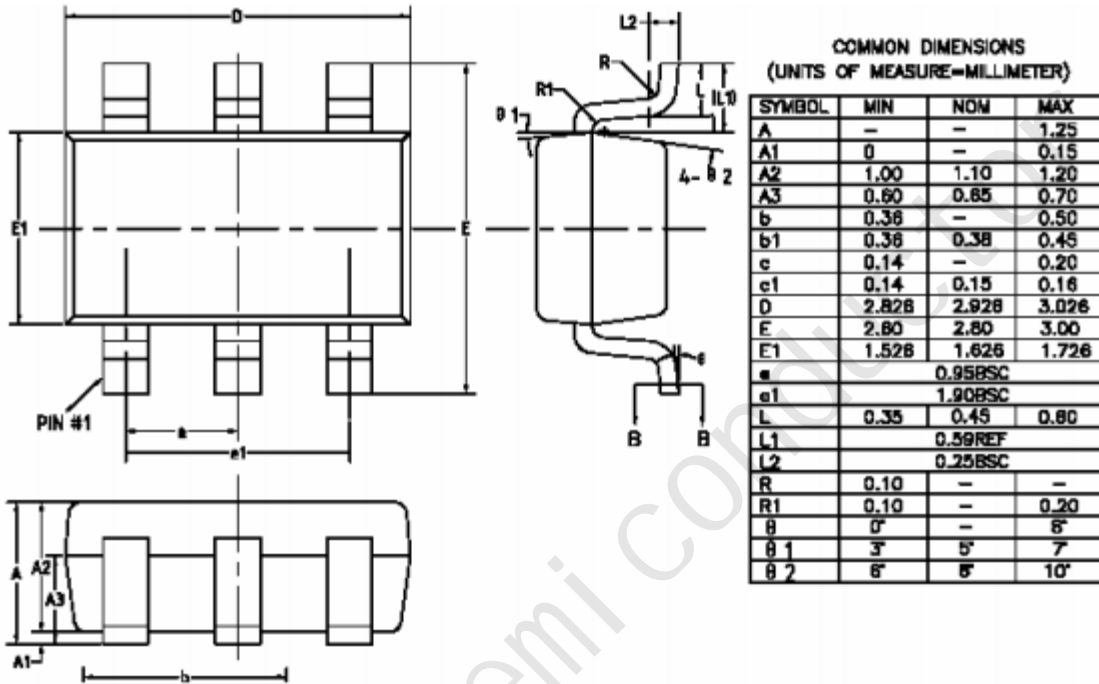 D
L2
R
R1
L
(L1)
θ 1
4- θ 2
E1
E
PIN #1
e
e1
θ
B B
A
A2
A3
A1
b
COMMON DIMENSIONS
(UNITS OF MEASURE=MILLIMETER)
SYMBOL MIN NOM MAX
A - - 1.25
A1 0 - 0.15
A2 1.00 1.10 1.20
A3 0.60 0.65 0.70
b 0.36 - 0.50
b1 0.36 0.38 0.45
c 0.14 - 0.20
c1 0.14 0.15 0.16
D 2.826 2.926 3.026
E 2.60 2.80 3.00
E1 1.526 1.626 1.726
e 0.95BSC
e1 1.90BSC
L 0.35 0.45 0.60
L1 0.59REF
L2 0.25BSC
R 0.10 - -
R1 0.10 - 0.20
θ 0° - 8°
θ 1 3° 5° 7°
θ 2 6° 8° 10°
emi conductor